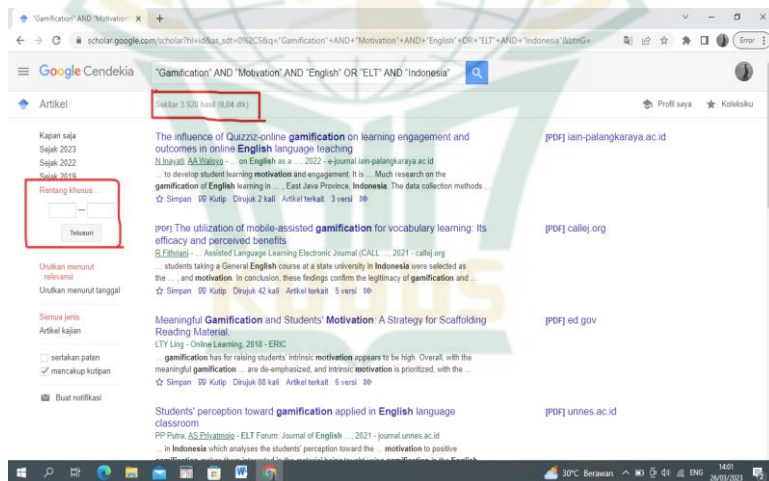 "Gamification" AND "Motivation"
scholar.google.com/scholar?hl=id&as_sdt=0%2C5&q="Gamification"+AND+"Motivation"+AND+"English"+OR+"ELT"+AND+"Indonesia"&btnG=
Error
Google Cendekia
"Gamification" AND "Motivation" AND "English" OR "ELT" AND "Indonesia"
Artikel
Sekitar 3.920 hasil (0,04 dtk)
Profil saya
Koleksiku
Kapan saja
Sejak 2023
Sejak 2022
Sejak 2019
Rentang khusus...
—
Telusuri
Urutkan menurut
relevansi
Urutkan menurut tanggal
Semua jenis
Artikel kajian
sertakan paten
mencakup kutipan
Buat notifikasi
The influence of Quizziz-online gamification on learning engagement and
outcomes in online English language teaching
N Inayati, AA Waloyo - ... on English as a ..., 2022 - e-journal.iain-palangkaraya.ac.id
... to develop student learning motivation and engagement. It is ... Much research on the
gamification of English learning in ... , East Java Province, Indonesia. The data collection methods ...
Simpan Kutip Dirujuk 2 kali Artikel terkait 3 versi
[PDF] iain-palangkaraya.ac.id
[PDF] The utilization of mobile-assisted gamification for vocabulary learning: Its
efficacy and perceived benefits
R Fithriani - ... Assisted Language Learning Electronic Journal (CALL ..., 2021 - callej.org
... students taking a General English course at a state university in Indonesia were selected as
the ... , and motivation. In conclusion, these findings confirm the legitimacy of gamification and ...
Simpan Kutip Dirujuk 42 kali Artikel terkait 5 versi
[PDF] callej.org
Meaningful Gamification and Students' Motivation: A Strategy for Scaffolding
Reading Material.
LTY Ling - Online Learning, 2018 - ERIC
... gamification has for raising students' intrinsic motivation appears to be high. Overall, with the
meaningful gamification ... are de-emphasized, and intrinsic motivation is prioritized, with the ...
Simpan Kutip Dirujuk 88 kali Artikel terkait 6 versi
[PDF] ed.gov
Students' perception toward gamification applied in English language
classroom
PP Putra, AS Priyatmojo - ELT Forum: Journal of English ..., 2021 - journal.unnes.ac.id
... in Indonesia which analyses the students' perception toward the ... motivation to positive
[PDF] unnes.ac.id
30°C Berawan
ENG
14:01
26/03/2023